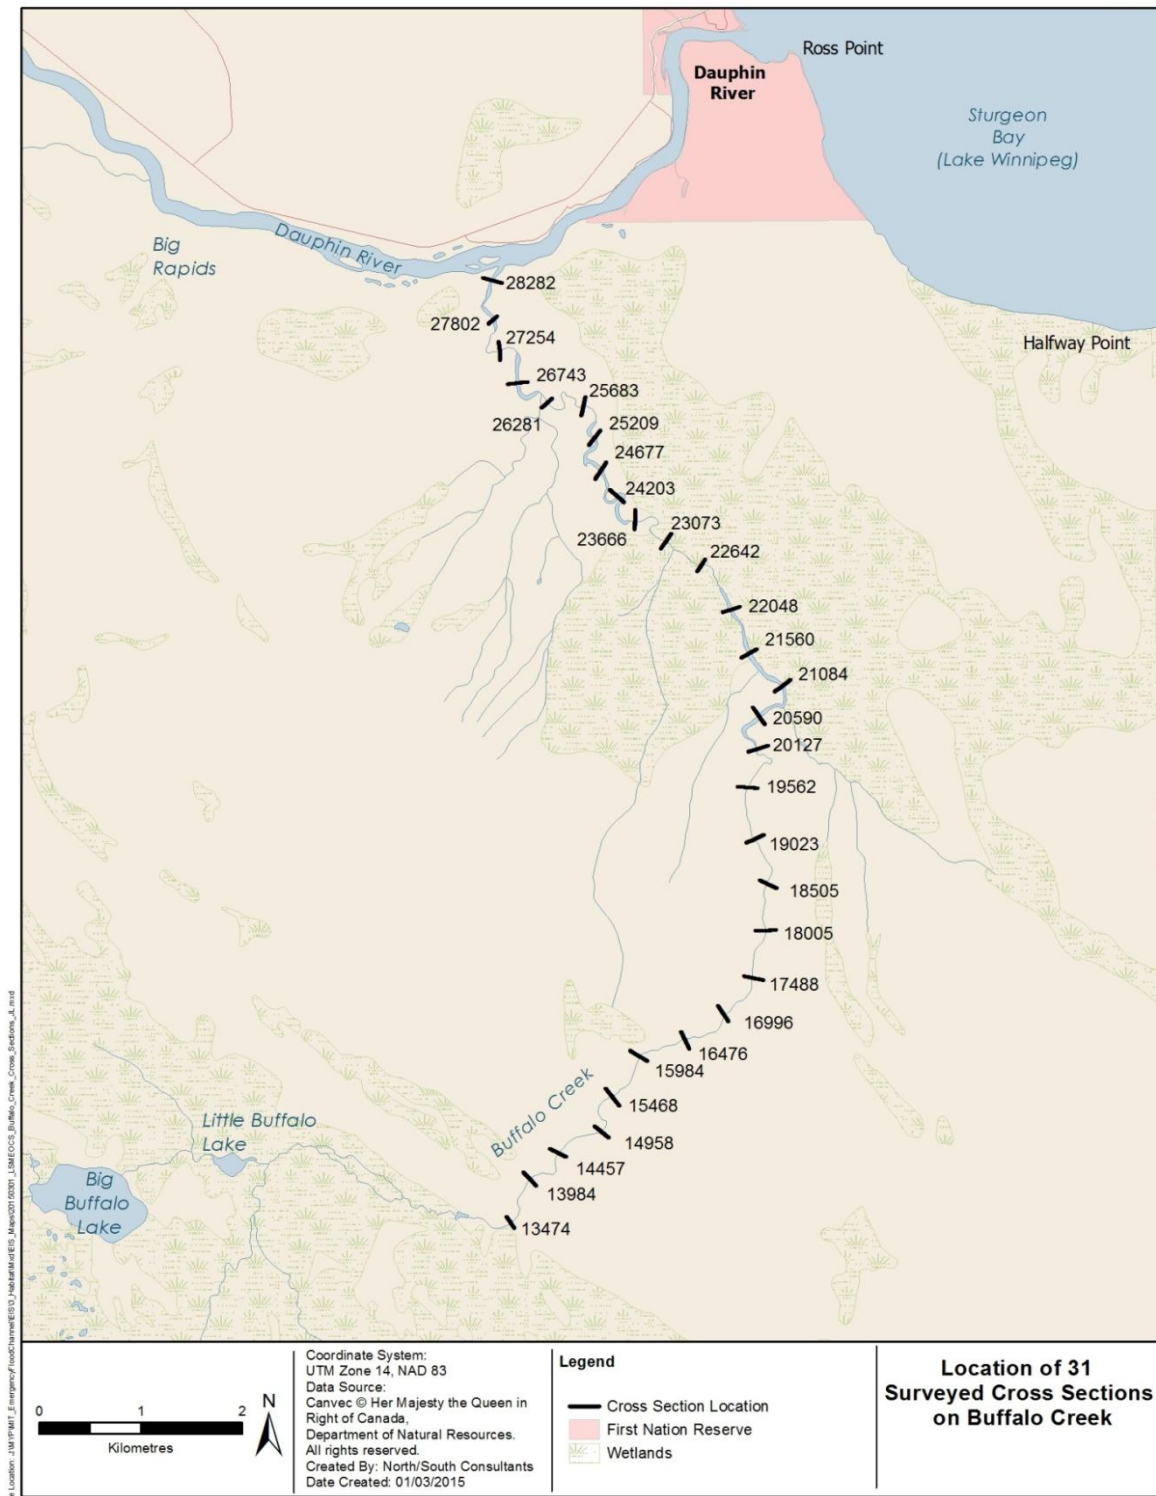 Ross Point
Dauphin
River
Sturgeon
Bay
(Lake Winnipeg)
Big
Rapids
Dauphin River
28282
27802
27254
Halfway Point
26743
25683
26281
25209
24677
24203
23073
23666
22642
22048
21560
21084
20590
20127
19562
19023
18505
18005
17488
16996
16476
15984
15468
Buffalo Creek
Little Buffalo
Lake
14958
14457
Big
Buffalo
Lake
13984
13474
0 1 2
Kilometres
N
Coordinate System:
UTM Zone 14, NAD 83
Data Source:
Canvec © Her Majesty the Queen in
Right of Canada,
Department of Natural Resources.
All rights reserved.
Created By: North/South Consultants
Date Created: 01/03/2015
Legend
Cross Section Location
First Nation Reserve
Wetlands
Location of 31
Surveyed Cross Sections
on Buffalo Creek